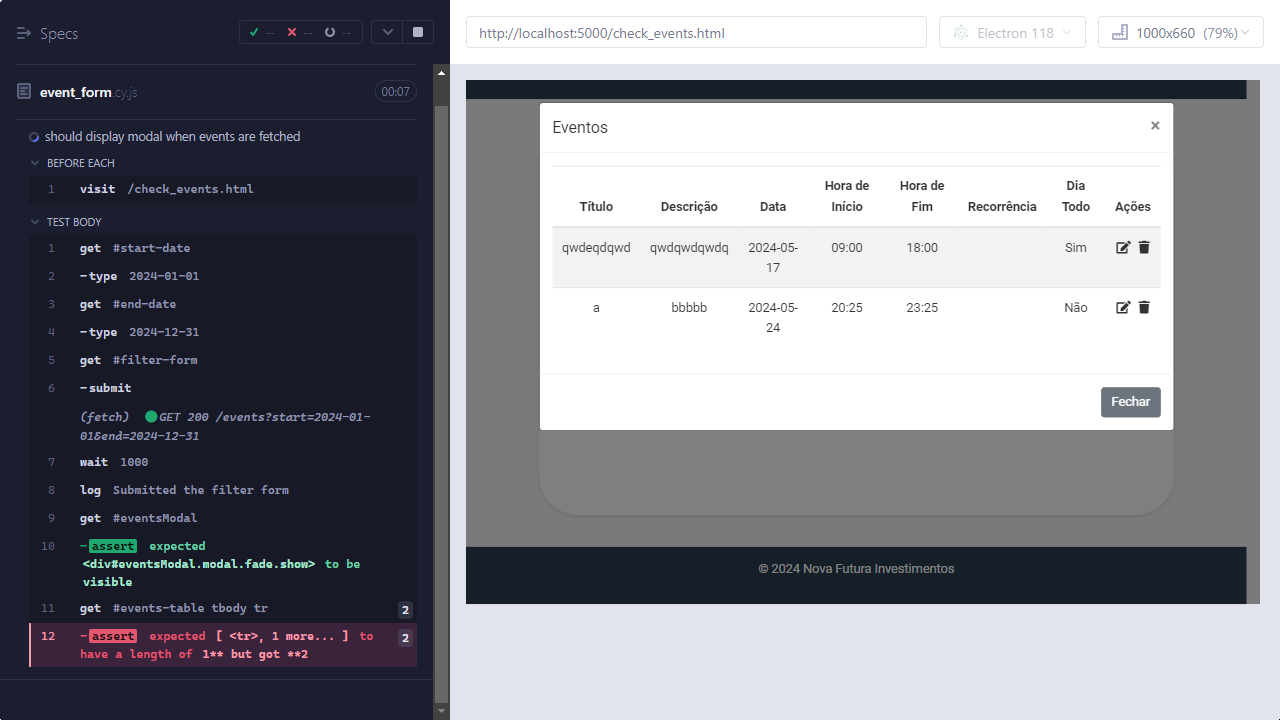 Specs
--
--
--
event_form.cy.js
00:07
should display modal when events are fetched
BEFORE EACH
1 visit /check_events.html
TEST BODY
1 get #start-date
2 -type 2024-01-01
3 get #end-date
4 -type 2024-12-31
5 get #filter-form
6 -submit
(fetch) GET 200 /events?start=2024-01-
01&end=2024-12-31
7 wait 1000
8 log Submitted the filter form
9 get #eventsModal
10 -assert expected
<div#eventsModal.modal.fade.show> to be
visible
11 get #events-table tbody tr 2
12 -assert expected [ <tr>, 1 more... ] to 2
have a length of 1** but got **2
http://localhost:5000/check_events.html
Electron 118
1000x660 (79%)
Eventos
×
Título Descrição Data Hora de Início Hora de Fim Recorrência Dia Todo Ações
qwdeqdqwd qwdqwdqwdq 2024-05-17 09:00 18:00 Sim
a bbbbb 2024-05-24 20:25 23:25 Não
Fechar
© 2024 Nova Futura Investimentos